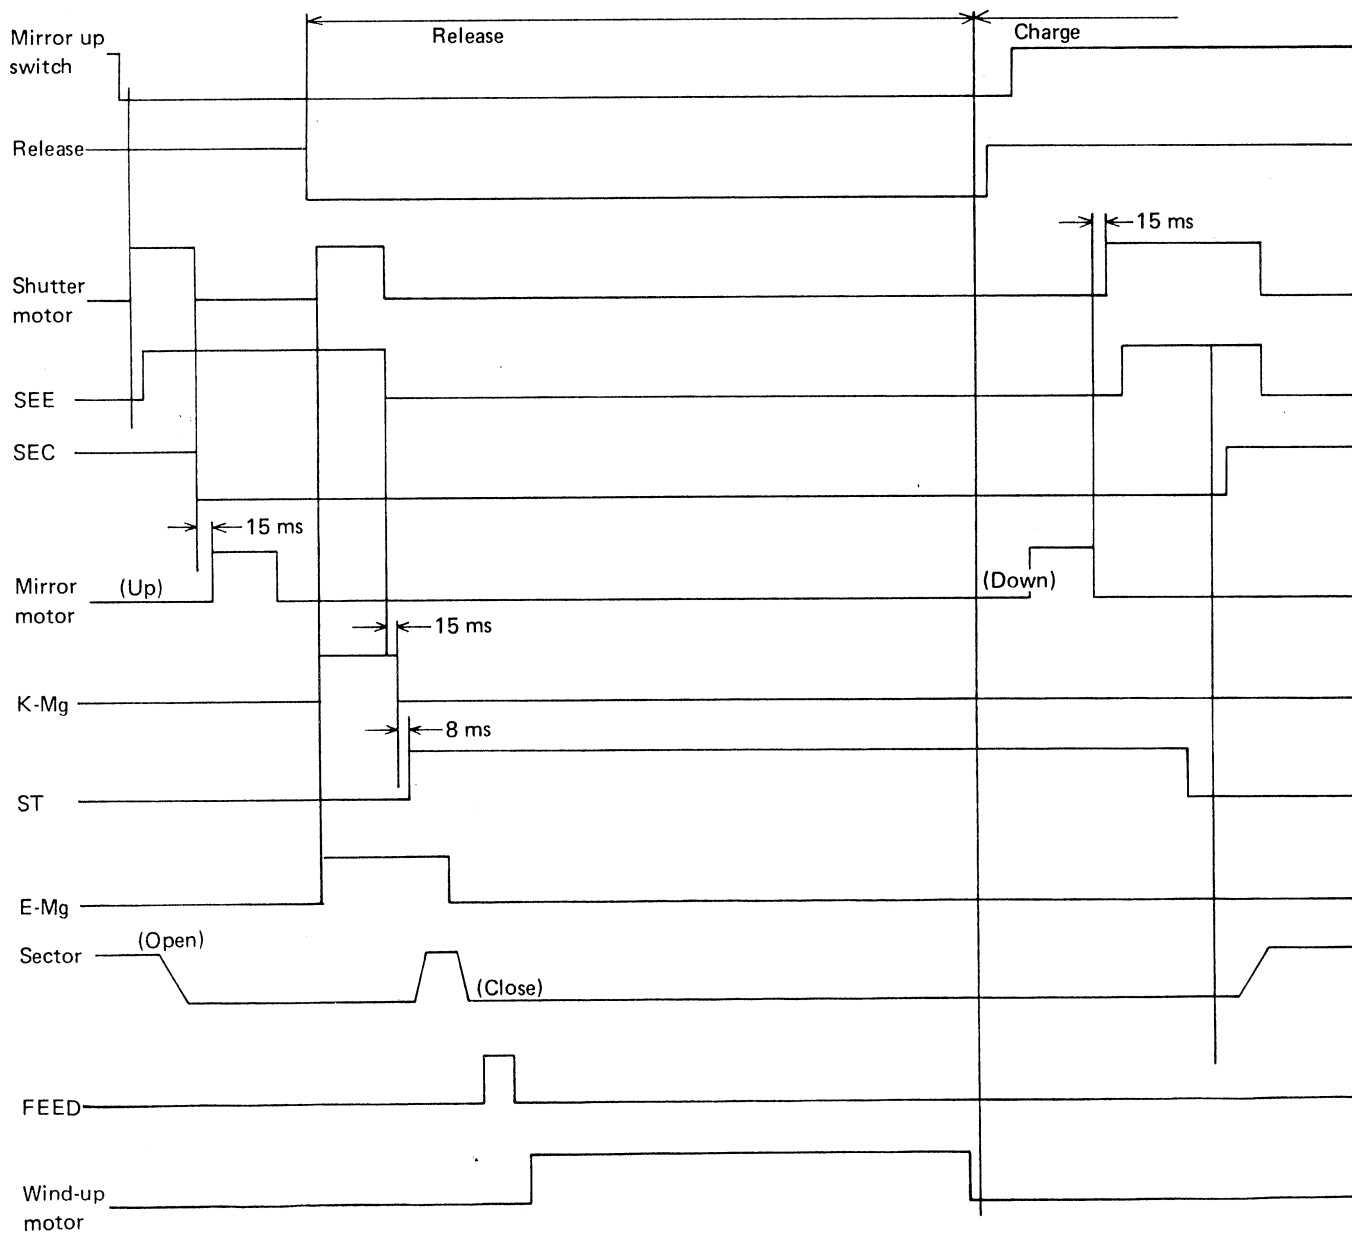 Release
Charge
Mirror up
switch
Release
15 ms
Shutter
motor
SEE
SEC
15 ms
Mirror
motor
(Up)
(Down)
15 ms
K-Mg
8 ms
ST
E-Mg
Sector
(Open)
(Close)
FEED
Wind-up
motor